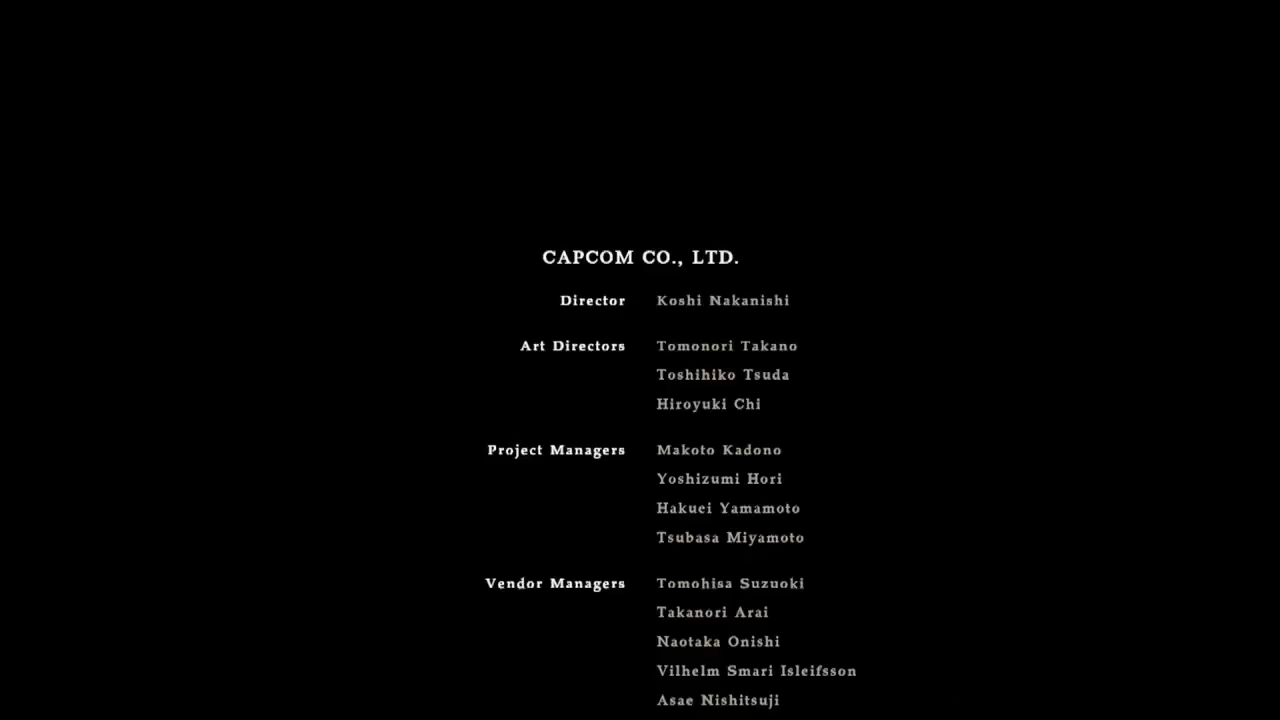 CAPCOM CO., LTD.
Director Koshi Nakanishi
Art Directors Tomonori Takano
Toshihiko Tsuda
Hiroyuki Chi
Project Managers Makoto Kadono
Yoshizumi Hori
Hakuei Yamamoto
Tsubasa Miyamoto
Vendor Managers Tomohisa Suzuoki
Takanori Arai
Naotaka Onishi
Vilhelm Smari Isleifsson
Asae Nishitsuji